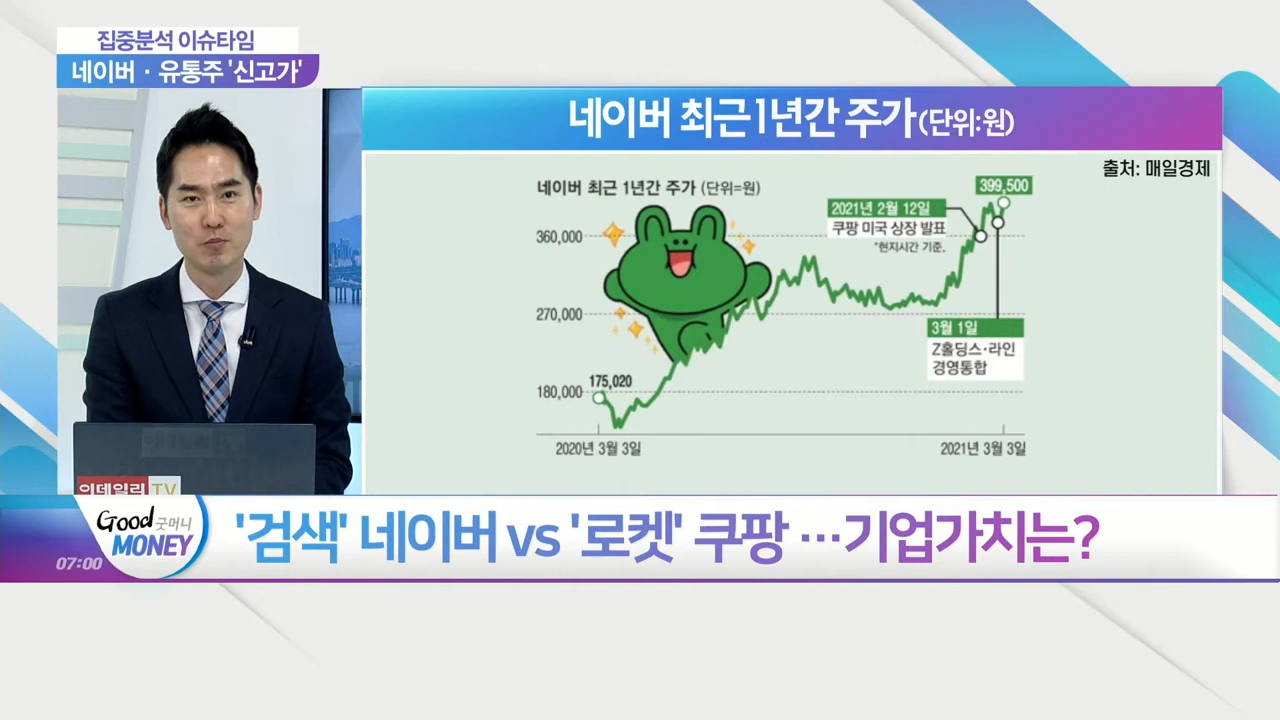 집중분석 이슈타임
네이버·유통주 '신고가'
네이버 최근 1년간 주가(단위:원)
출처: 매일경제
네이버 최근 1년간 주가 (단위=원)
399,500
2021년 2월 12일
쿠팡 미국 상장 발표
*현지시간 기준.
360,000
270,000
3월 1일
Z홀딩스·라인
경영통합
175,020
180,000
2020년 3월 3일
2021년 3월 3일
이데일리 TV
Good 굿머니
MONEY
'검색' 네이버 vs '로켓' 쿠팡 …기업가치는?
07:00